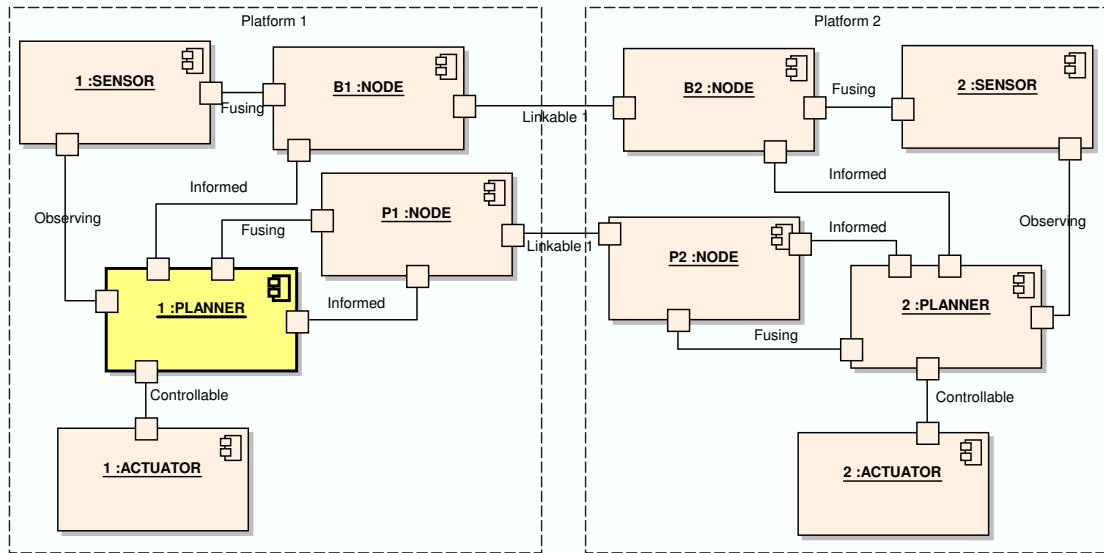 Platform 1
1 :SENSOR
Fusing
B1 :NODE
Linkable 1
Informed
Observing
Fusing
P1 :NODE
Linkable 1
1 :PLANNER
Informed
Controllable
1 :ACTUATOR
Platform 2
B2 :NODE
Fusing
2 :SENSOR
Informed
Observing
P2 :NODE
Informed
2 :PLANNER
Fusing
Controllable
2 :ACTUATOR